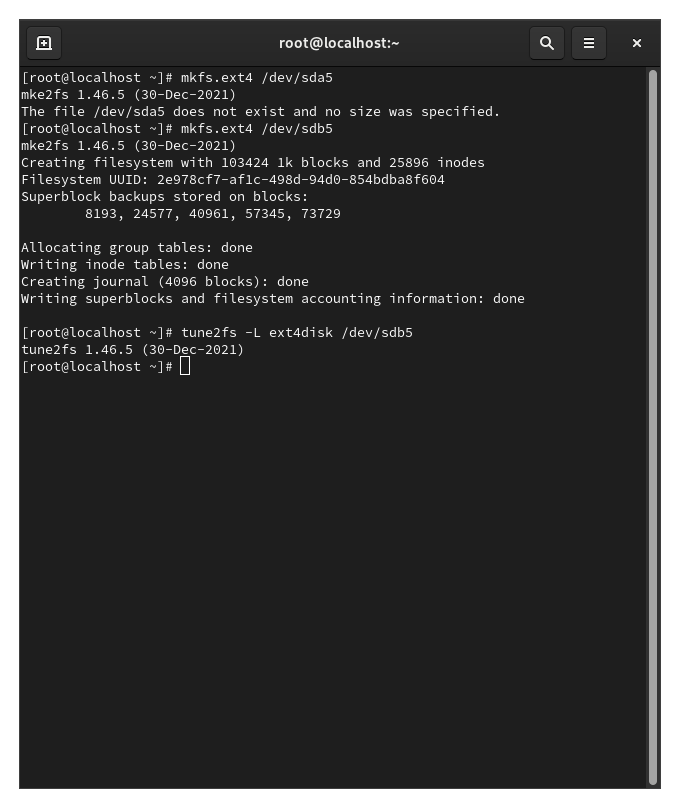 root@localhost:~
[root@localhost ~]# mkfs.ext4 /dev/sda5
mke2fs 1.46.5 (30-Dec-2021)
The file /dev/sda5 does not exist and no size was specified.
[root@localhost ~]# mkfs.ext4 /dev/sdb5
mke2fs 1.46.5 (30-Dec-2021)
Creating filesystem with 103424 1k blocks and 25896 inodes
Filesystem UUID: 2e978cf7-af1c-498d-94d0-854bdba8f604
Superblock backups stored on blocks:
        8193, 24577, 40961, 57345, 73729

Allocating group tables: done
Writing inode tables: done
Creating journal (4096 blocks): done
Writing superblocks and filesystem accounting information: done

[root@localhost ~]# tune2fs -L ext4disk /dev/sdb5
tune2fs 1.46.5 (30-Dec-2021)
[root@localhost ~]#